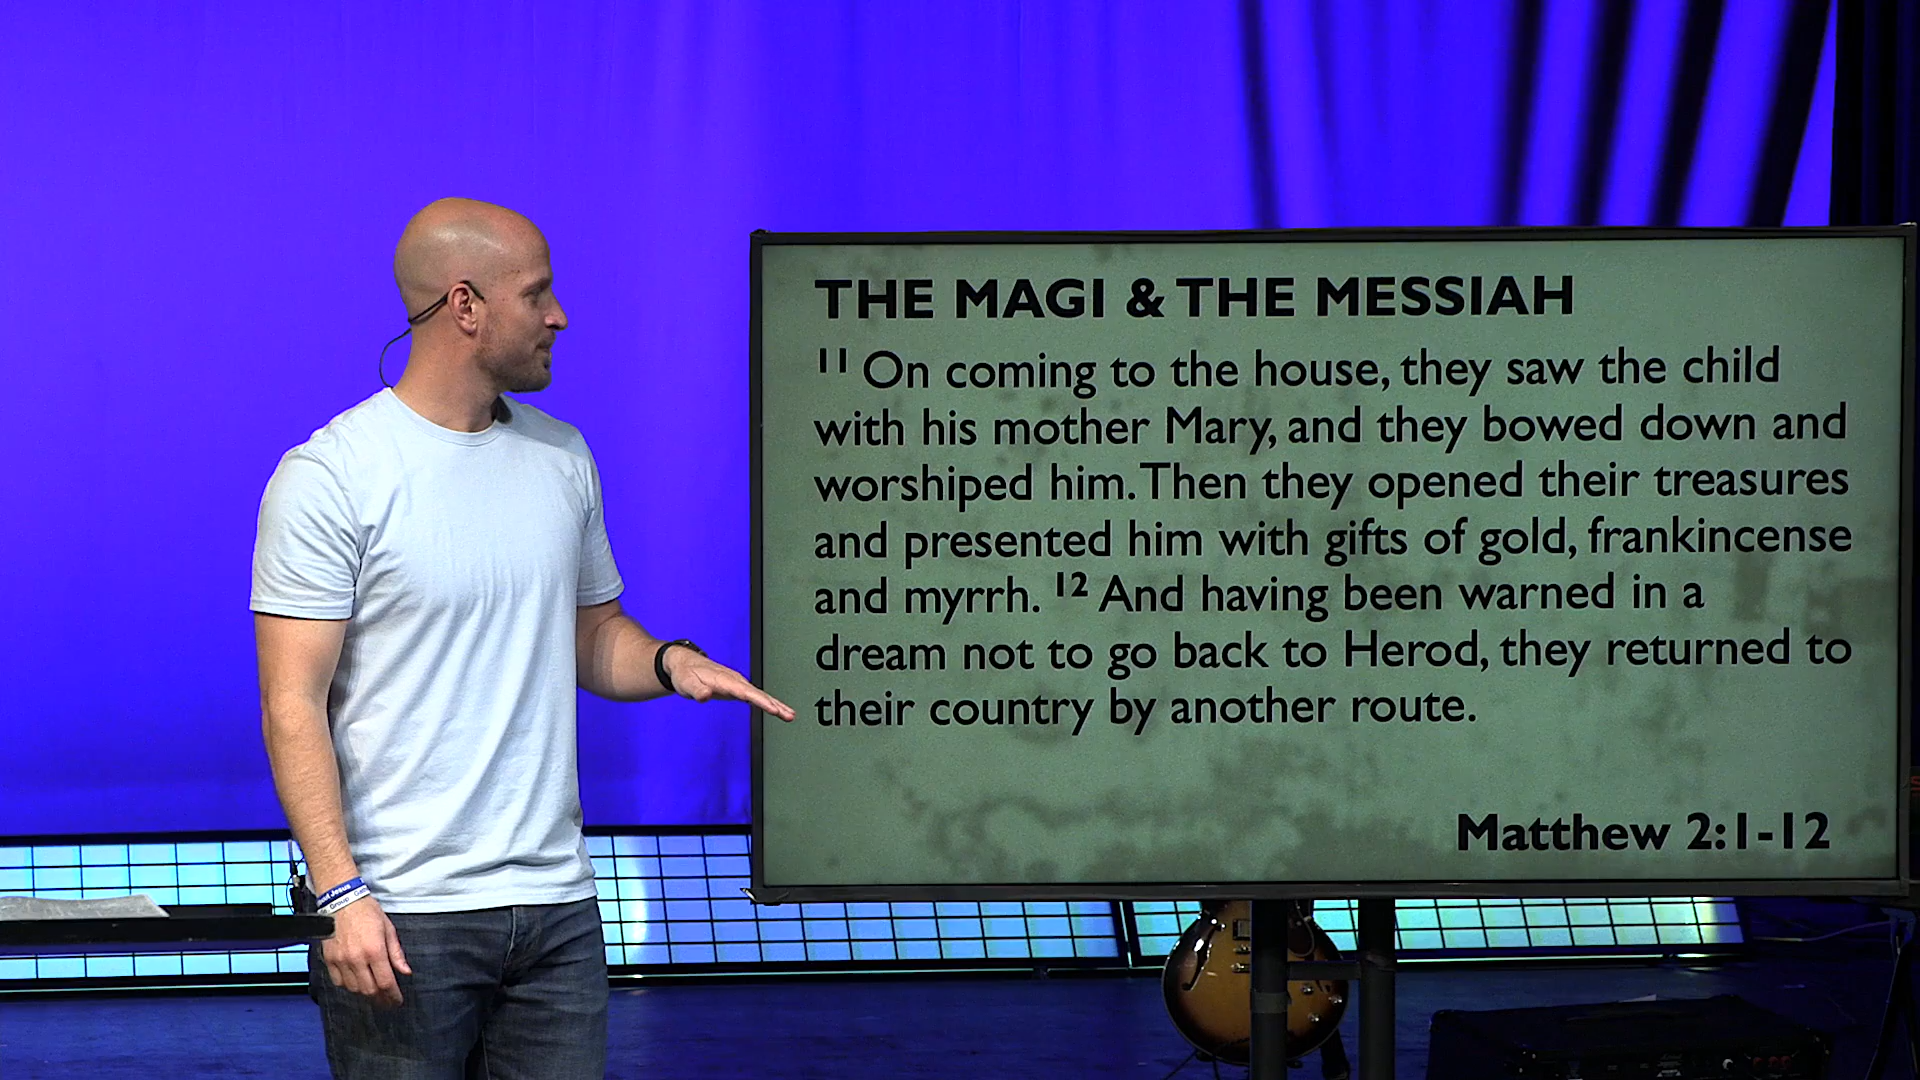 THE MAGI & THE MESSIAH
11 On coming to the house, they saw the child
with his mother Mary, and they bowed down and
worshiped him. Then they opened their treasures
and presented him with gifts of gold, frankincense
and myrrh. 12 And having been warned in a
dream not to go back to Herod, they returned to
their country by another route.
Matthew 2:1-12
Jesus
Group